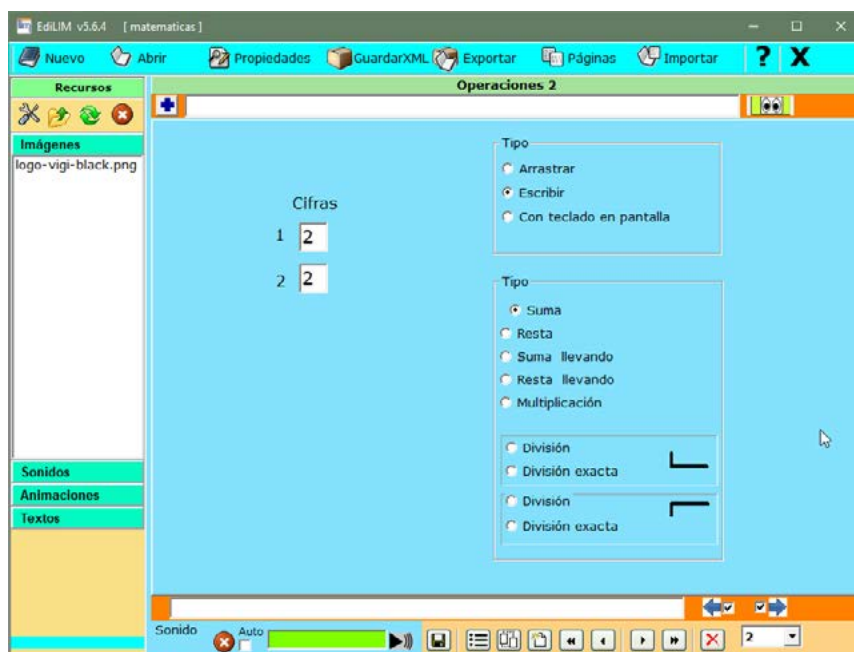 EdiLIM v5.6.4 [ matematicas ]
Nuevo Abrir Propiedades GuardarXML Exportar Páginas Importar ? X
Recursos
Operaciones 2
Imágenes
logo-vigi-black.png
Tipo
Arrastrar
Escribir
Con teclado en pantalla
Cifras
1 2
2 2
Tipo
Suma
Resta
Suma llevando
Resta llevando
Multiplicación
División
División exacta
División
División exacta
Sonidos
Animaciones
Textos
Sonido Auto 2